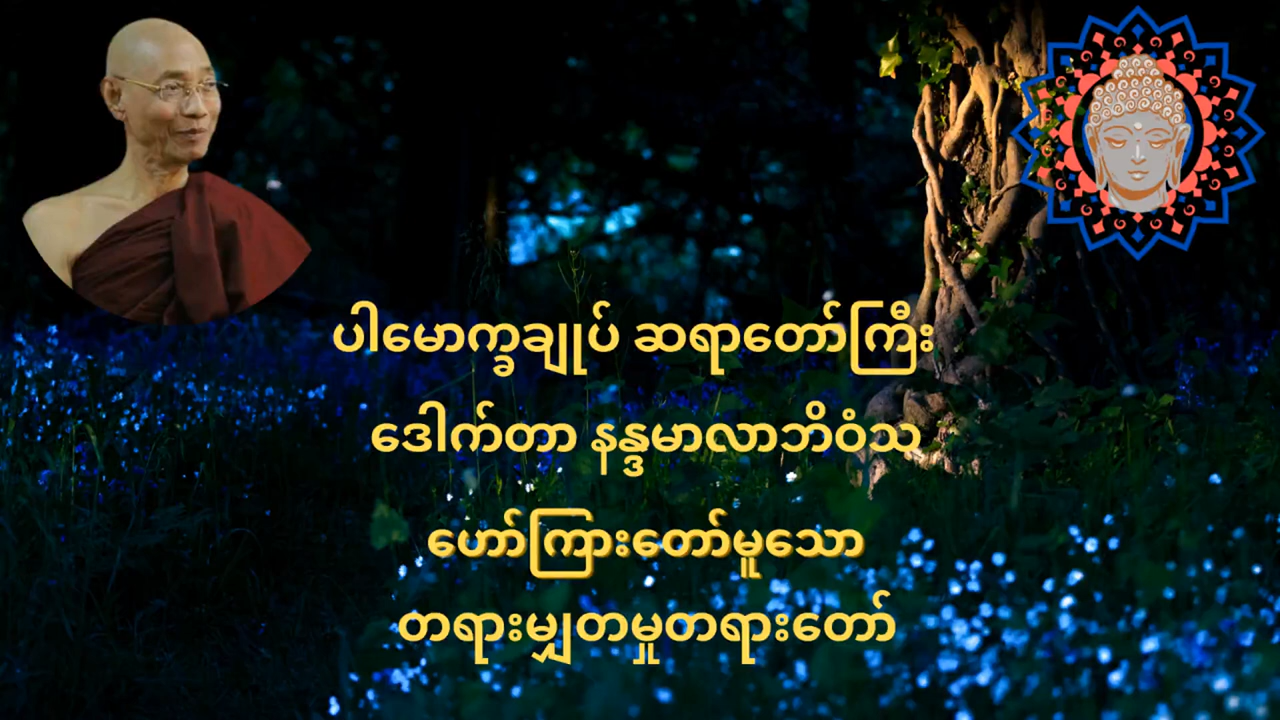 ပါမောက္ခချုပ် ဆရာတော်ကြီး
ဒေါက်တာ နန္ဒမာလာဘိဝံသ
ဟော်ကြားတော်မူသော
တရားမျှတမှုတရားတော်